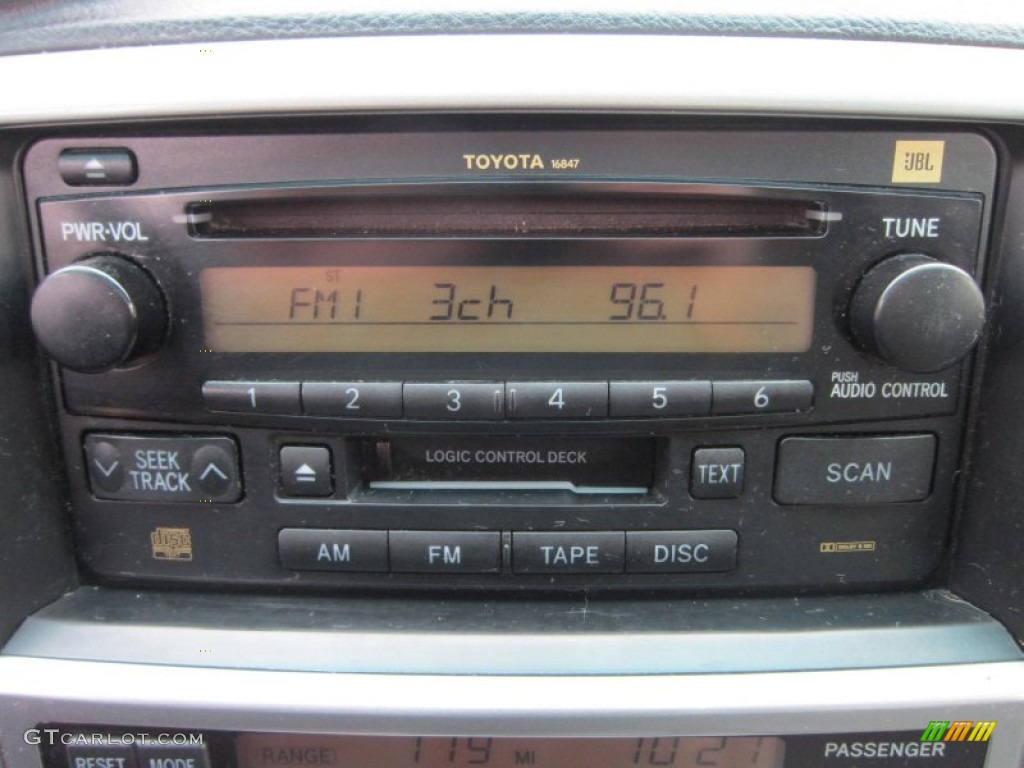 TOYOTA 16847
JBL
PWR·VOL
TUNE
ST
FM1 3ch 96.1
1 2 3 4 5 6
PUSH
AUDIO CONTROL
SEEK
TRACK
LOGIC CONTROL DECK
TEXT
SCAN
AM FM TAPE DISC
GTCARLOT.COM
RESET MODE
RANGE 119 MI 10 21
PASSENGER